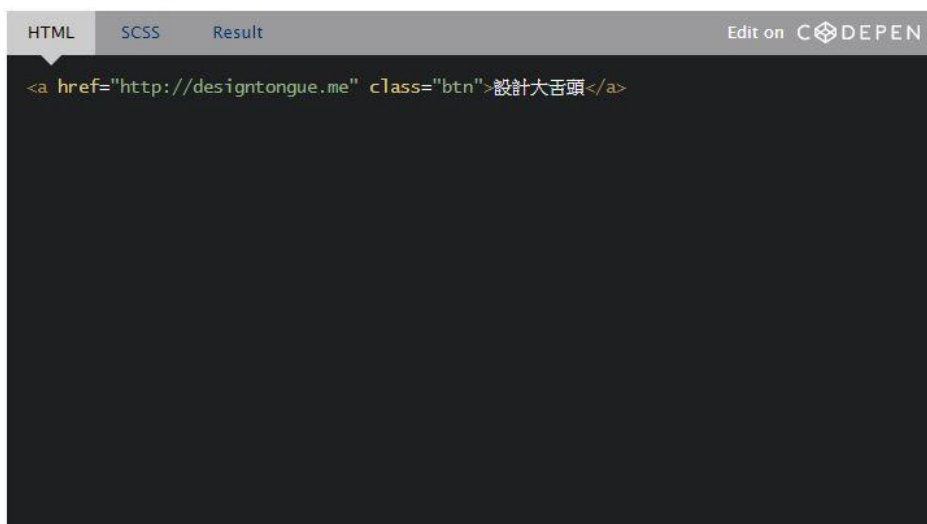 HTML SCSS Result Edit on CODEPEN
<a href="http://designtongue.me" class="btn">設計大舌頭</a>